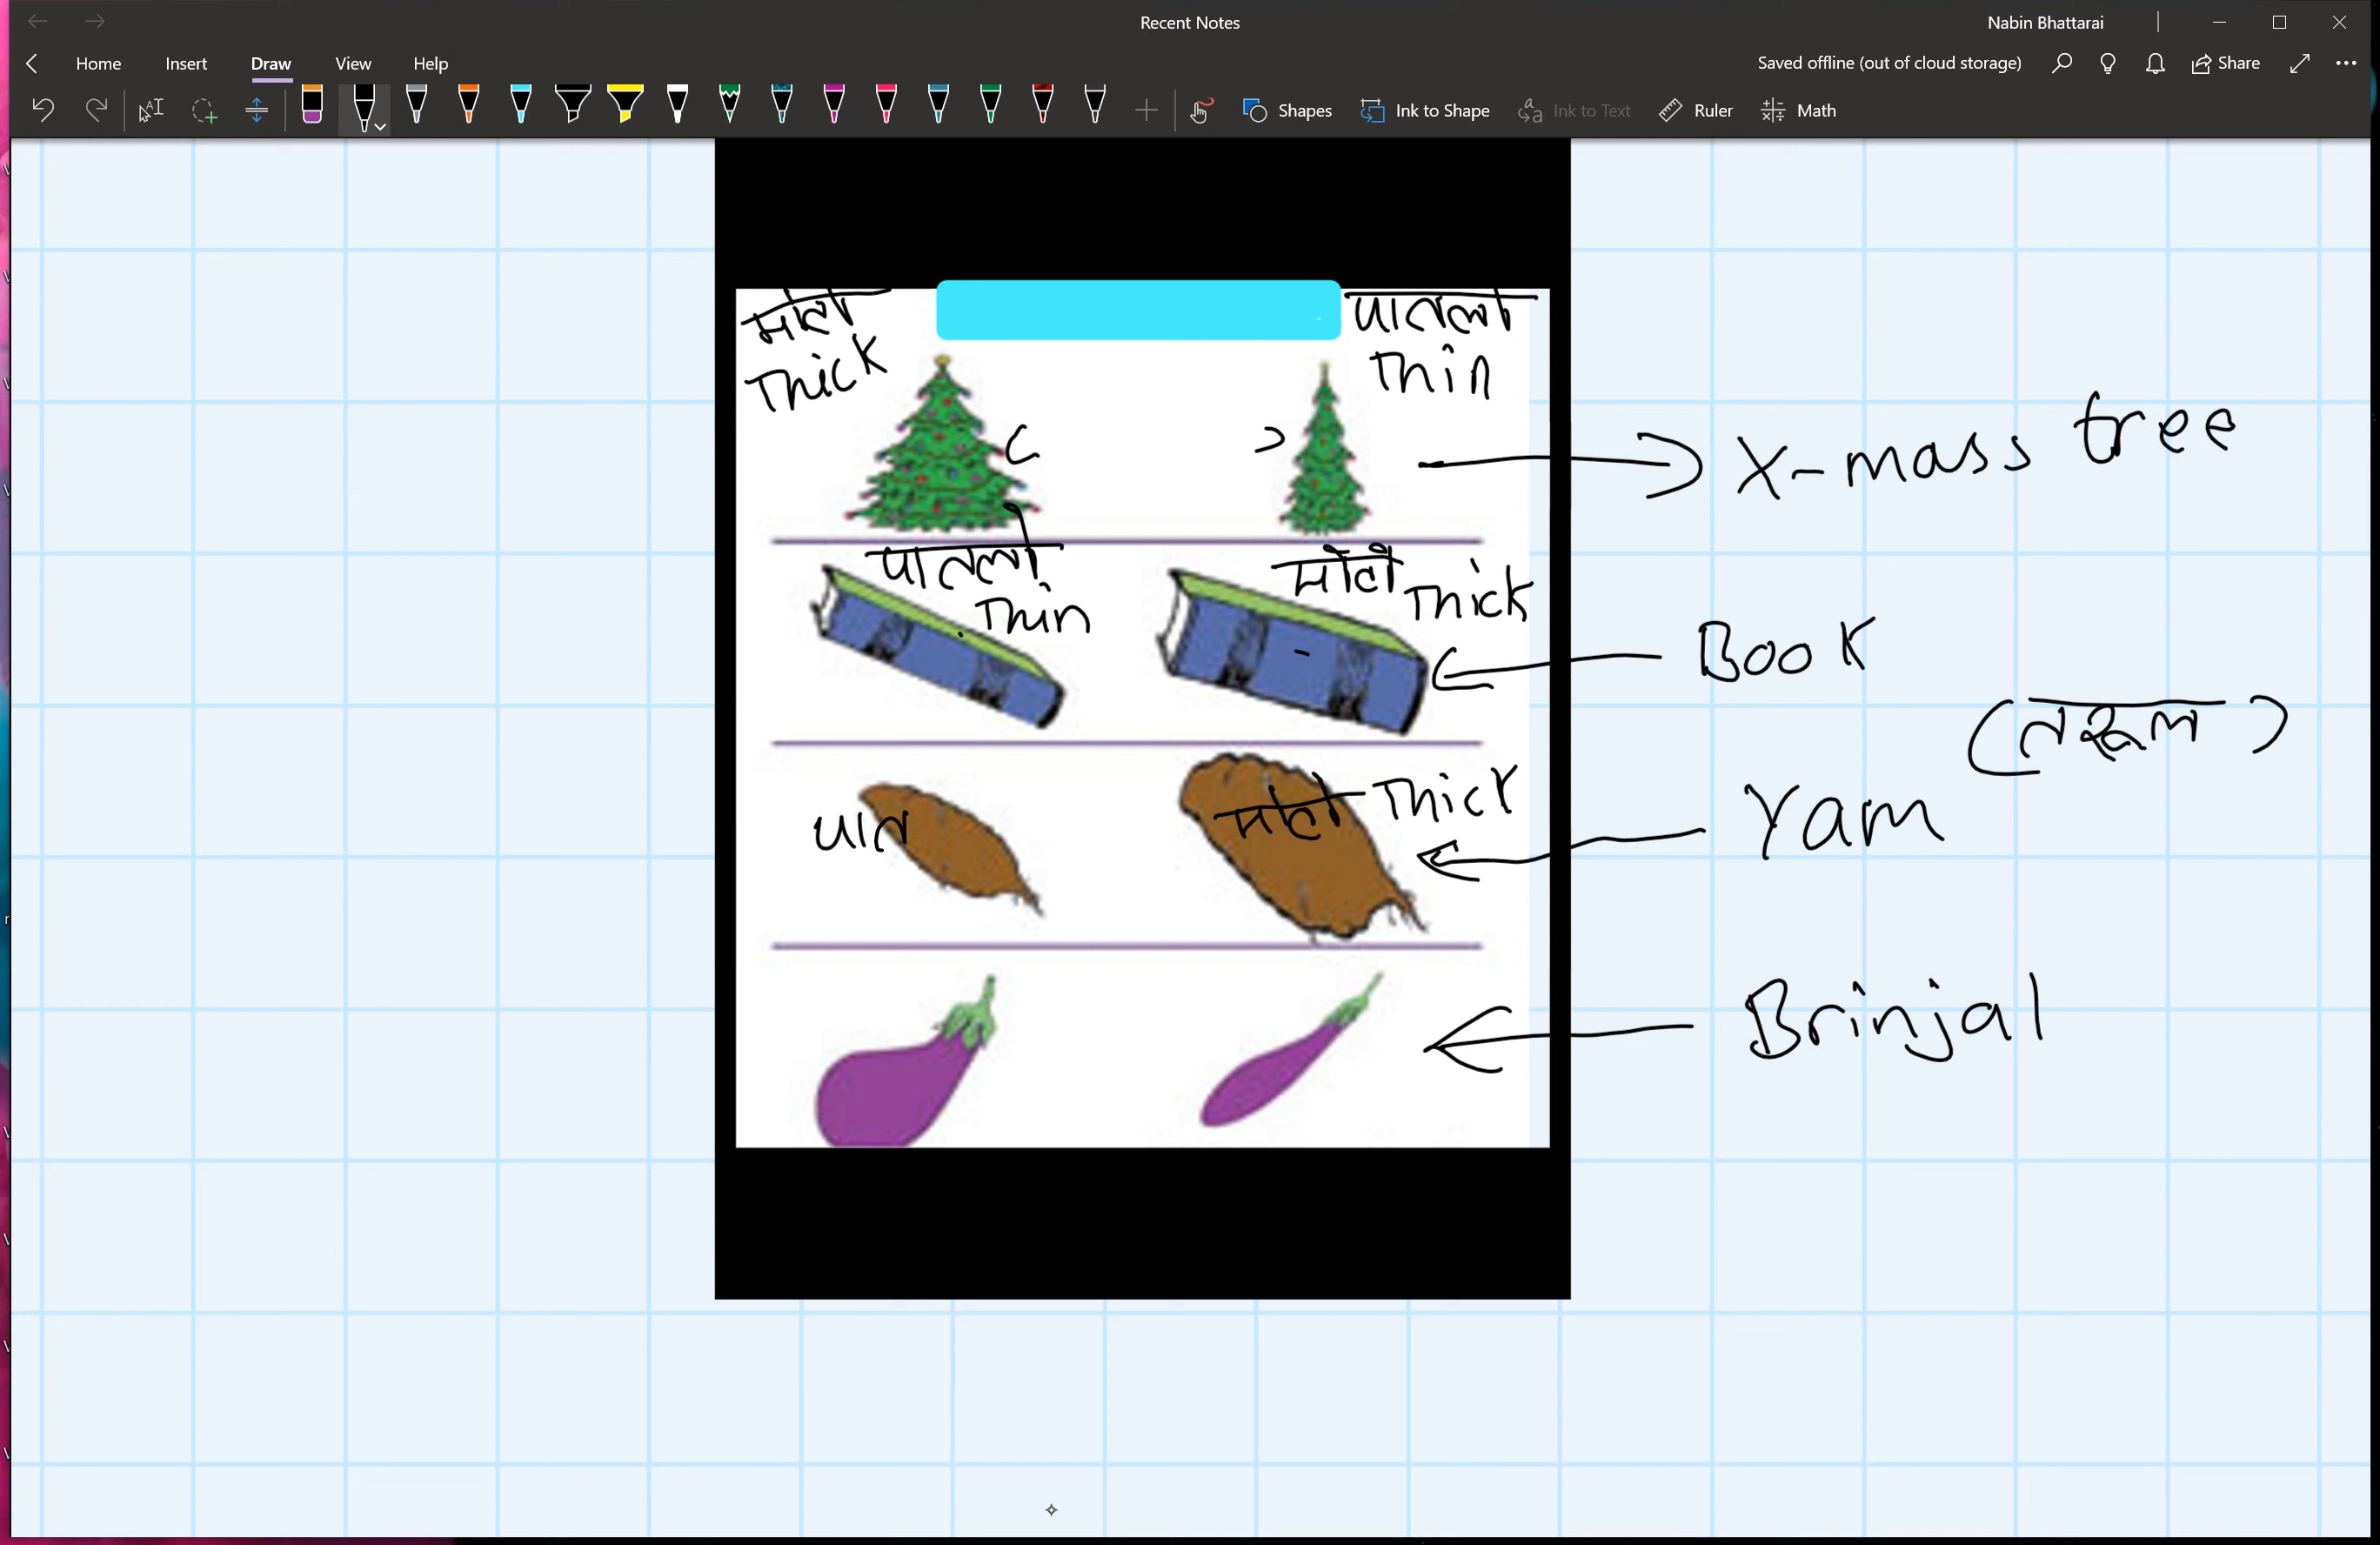 Recent Notes
Nabin Bhattarai
Home Insert Draw View Help
Saved offline (out of cloud storage)
Share
Shapes
Ink to Shape
Ink to Text
Ruler
Math
मोटो
Thick
पातलो
Thin
X-mass tree
पातलो
Thin
मोटो
Thick
Book
(तरुल)
पात
मोटो
Thick
Yam
Brinjal